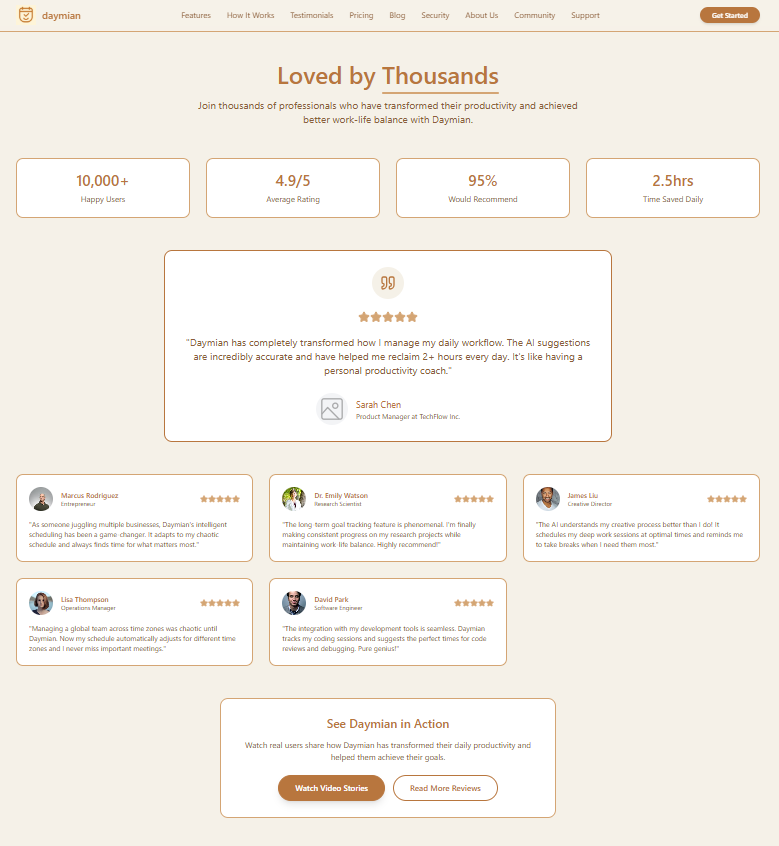 daymian
Features How It Works Testimonials Pricing Blog Security About Us Community Support
Get Started
Loved by Thousands
Join thousands of professionals who have transformed their productivity and achieved
better work-life balance with Daymian.
10,000+
Happy Users
4.9/5
Average Rating
95%
Would Recommend
2.5hrs
Time Saved Daily
"Daymian has completely transformed how I manage my daily workflow. The AI suggestions
are incredibly accurate and have helped me reclaim 2+ hours every day. It's like having a
personal productivity coach."
Sarah Chen
Product Manager at TechFlow Inc.
Marcus Rodriguez
Entrepreneur
"As someone juggling multiple businesses, Daymian's intelligent
scheduling has been a game changer. It adapts to my chaotic
schedule and always finds time for what matters most."
Dr. Emily Watson
Research Scientist
"The long-term goal tracking feature is phenomenal. I'm finally
making consistent progress on my research projects while
maintaining work-life balance. Highly recommend!"
James Liu
Creative Director
"The AI understands my creative process better than I do! It
schedules my deep work sessions at optimal times and reminds me
to take breaks when I need them most."
Lisa Thompson
Operations Manager
"Managing a global team across time zones was chaotic until
Daymian. Now my schedule automatically adjusts for different time
zones and I never miss important meetings."
David Park
Software Engineer
"The integration with my development tools is seamless. Daymian
tracks my coding sessions and suggests the perfect times for code
reviews and debugging. Pure genius!"
See Daymian in Action
Watch real users share how Daymian has transformed their daily productivity and
helped them achieve their goals.
Watch Video Stories
Read More Reviews